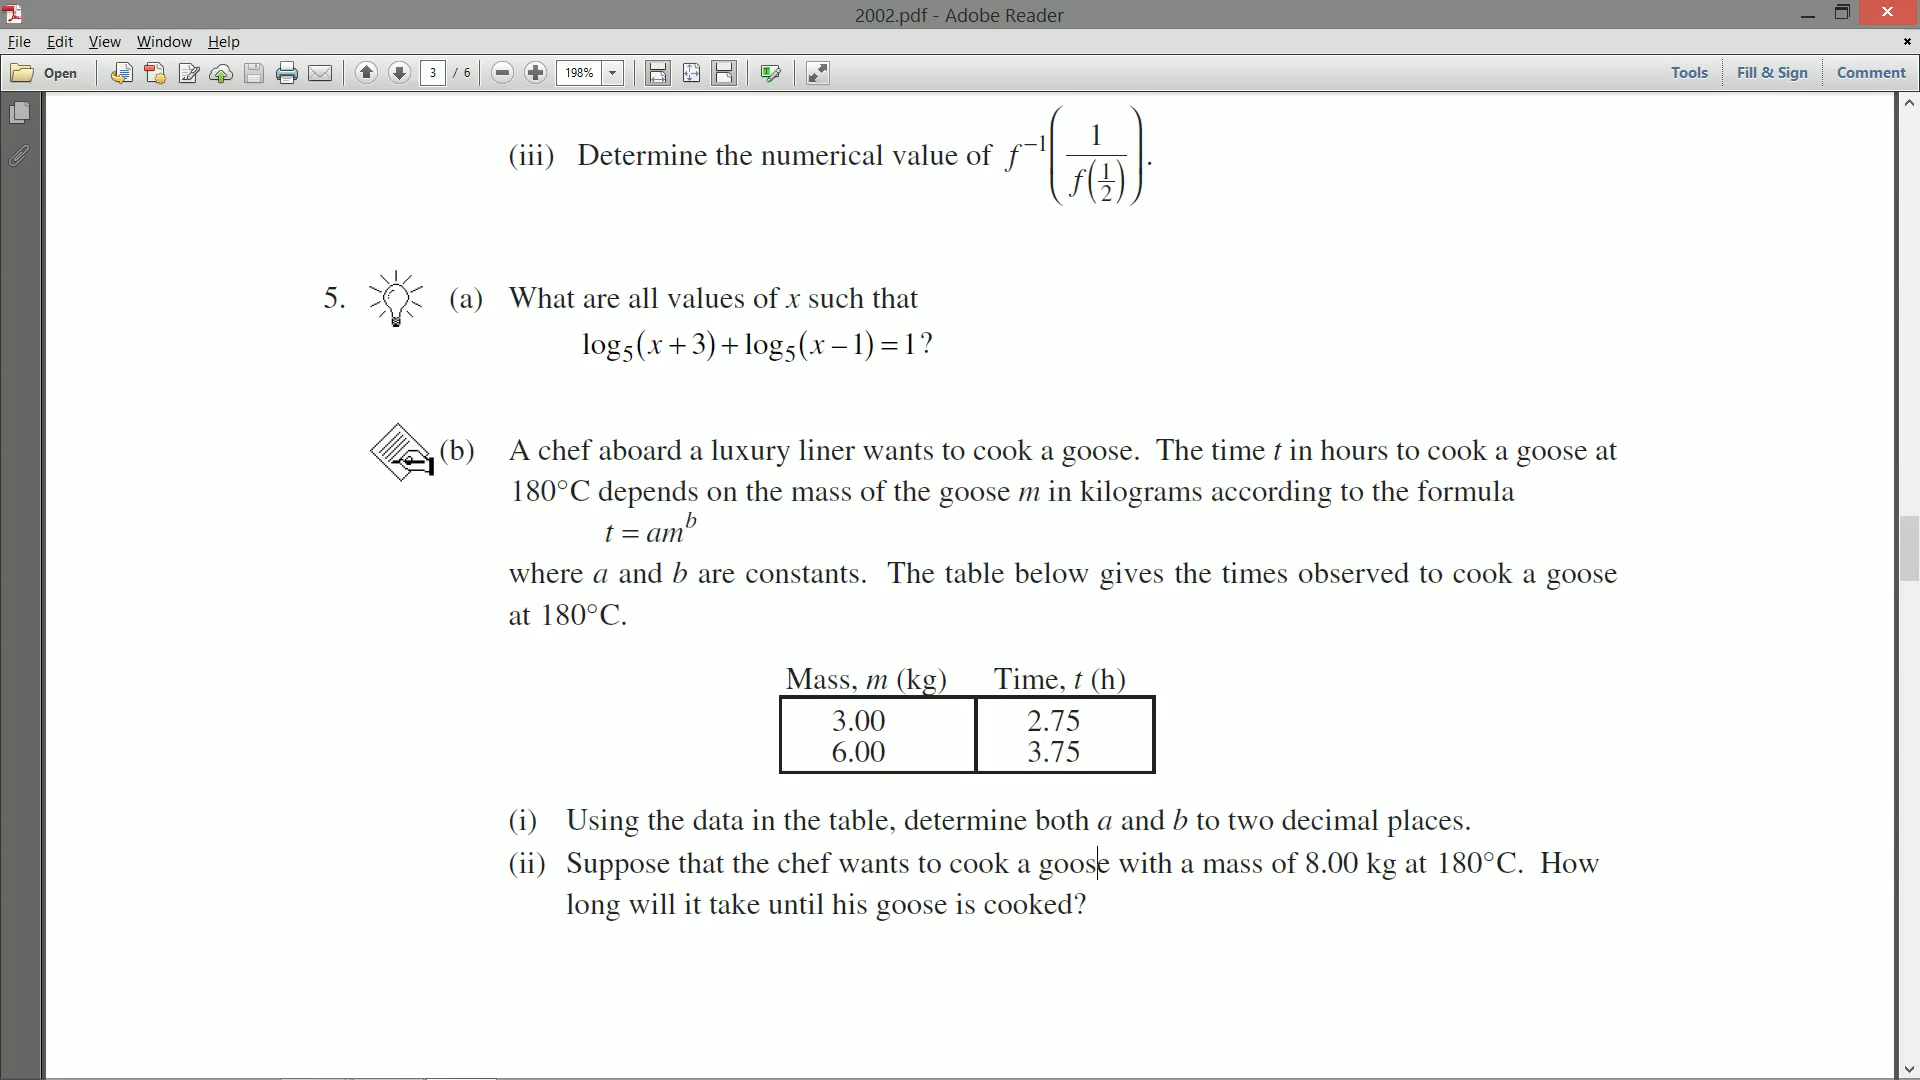 2002.pdf - Adobe Reader
File Edit View Window Help
Open 3 / 6 198% Tools Fill & Sign Comment
(iii) Determine the numerical value of f⁻¹(1/f(1/2)).
5. (a) What are all values of x such that
log₅(x + 3) + log₅(x – 1) = 1?
(b) A chef aboard a luxury liner wants to cook a goose. The time t in hours to cook a goose at
180°C depends on the mass of the goose m in kilograms according to the formula
t = amᵇ
where a and b are constants. The table below gives the times observed to cook a goose
at 180°C.
Mass, m (kg) Time, t (h)
3.00 2.75
6.00 3.75
(i) Using the data in the table, determine both a and b to two decimal places.
(ii) Suppose that the chef wants to cook a goose with a mass of 8.00 kg at 180°C. How
long will it take until his goose is cooked?